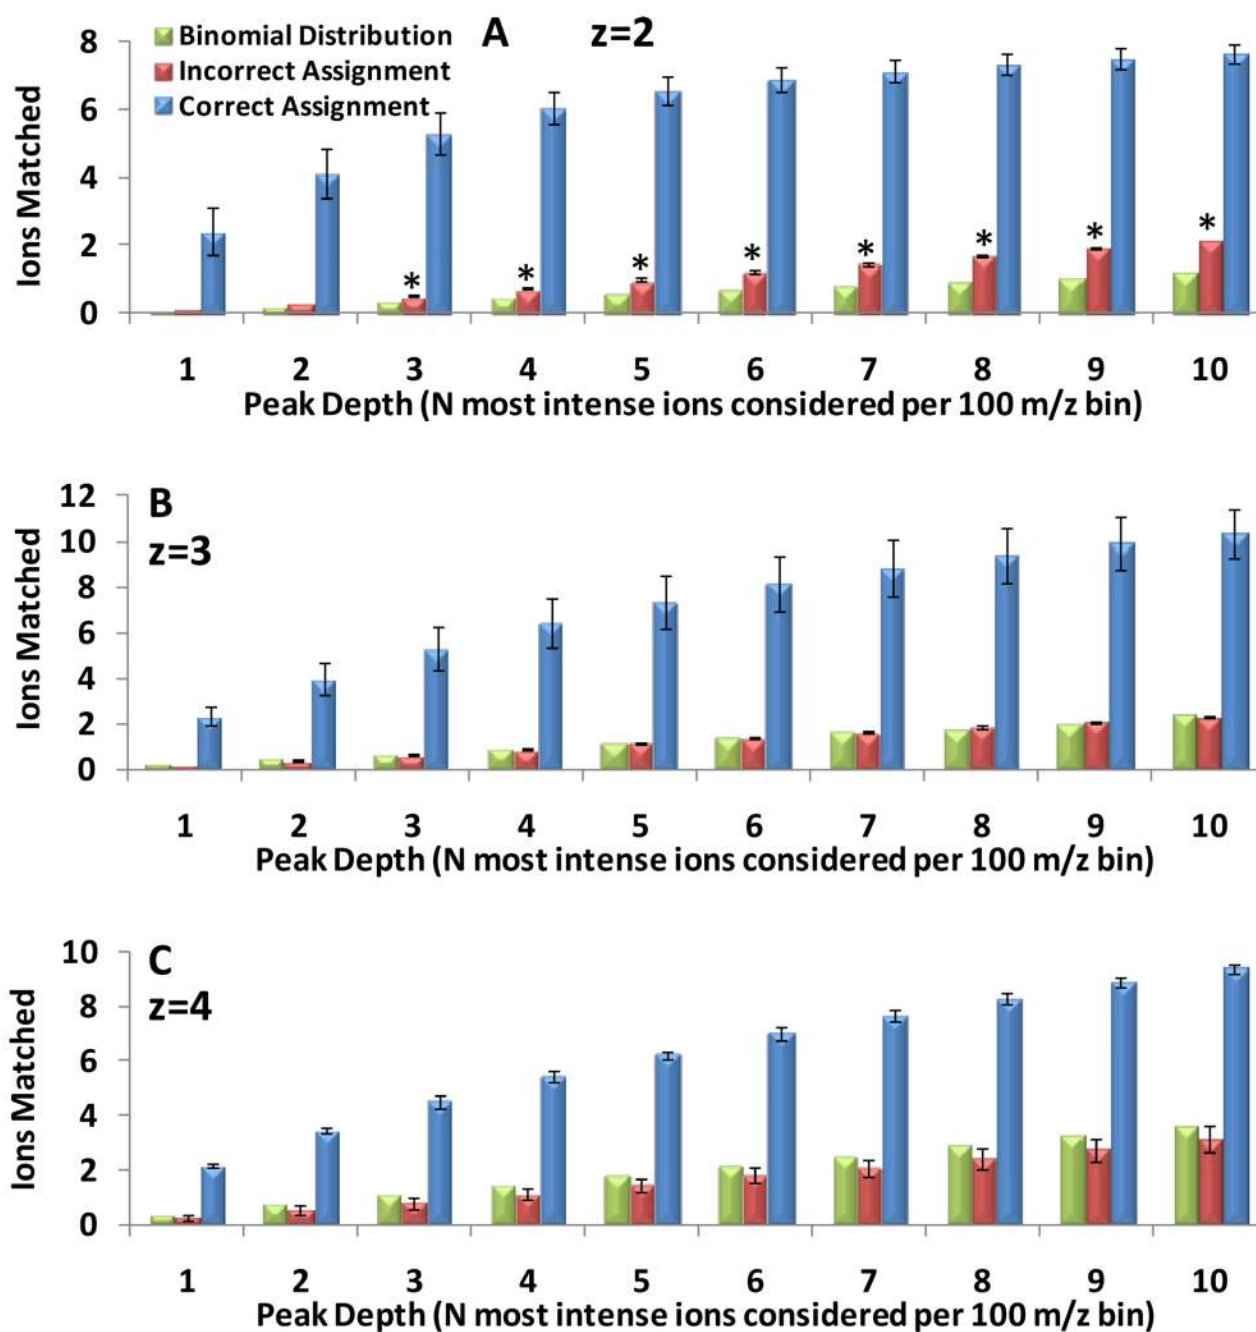 Binomial Distribution
Incorrect Assignment
Correct Assignment
A z=2
Ions Matched
8
6
4
2
0
* * * * * * * *
1 2 3 4 5 6 7 8 9 10
Peak Depth (N most intense ions considered per 100 m/z bin)
B
z=3
Ions Matched
12
10
8
6
4
2
0
1 2 3 4 5 6 7 8 9 10
Peak Depth (N most intense ions considered per 100 m/z bin)
C
z=4
Ions Matched
10
8
6
4
2
0
1 2 3 4 5 6 7 8 9 10
Peak Depth (N most intense ions considered per 100 m/z bin)